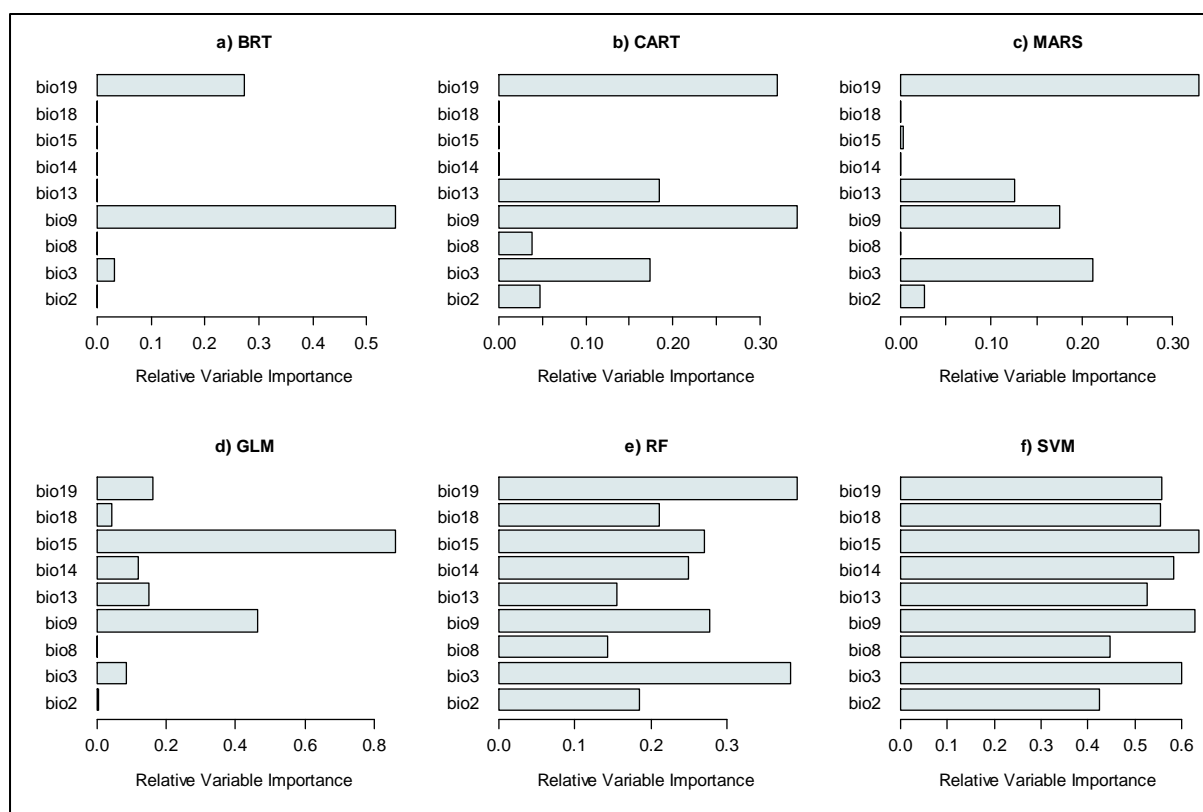 a) BRT
bio19
bio18
bio15
bio14
bio13
bio9
bio8
bio3
bio2
0.0 0.1 0.2 0.3 0.4 0.5
Relative Variable Importance
b) CART
bio19
bio18
bio15
bio14
bio13
bio9
bio8
bio3
bio2
0.00 0.10 0.20 0.30
Relative Variable Importance
c) MARS
bio19
bio18
bio15
bio14
bio13
bio9
bio8
bio3
bio2
0.00 0.10 0.20 0.30
Relative Variable Importance
d) GLM
bio19
bio18
bio15
bio14
bio13
bio9
bio8
bio3
bio2
0.0 0.2 0.4 0.6 0.8
Relative Variable Importance
e) RF
bio19
bio18
bio15
bio14
bio13
bio9
bio8
bio3
bio2
0.0 0.1 0.2 0.3
Relative Variable Importance
f) SVM
bio19
bio18
bio15
bio14
bio13
bio9
bio8
bio3
bio2
0.0 0.1 0.2 0.3 0.4 0.5 0.6
Relative Variable Importance